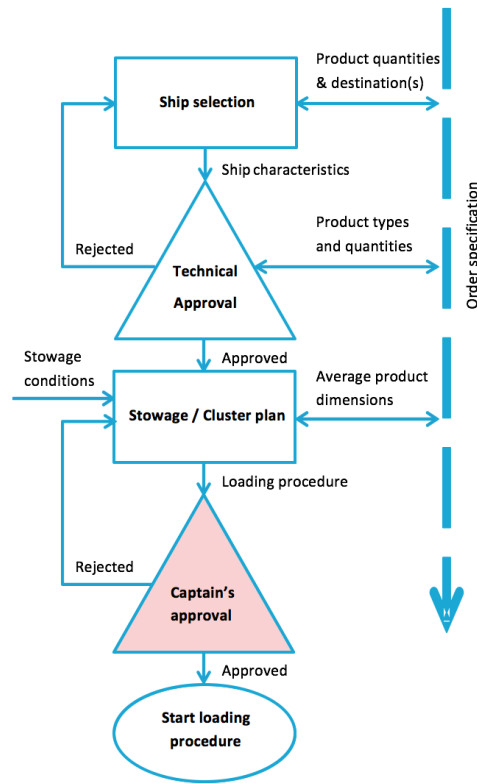 Product quantities
& destination(s)
Ship selection
Ship characteristics
Product types
and quantities
Order specification
Rejected
Technical
Approval
Approved
Stowage
conditions
Average product
dimensions
Stowage / Cluster plan
Loading procedure
Rejected
Captain's
approval
Approved
Start loading
procedure